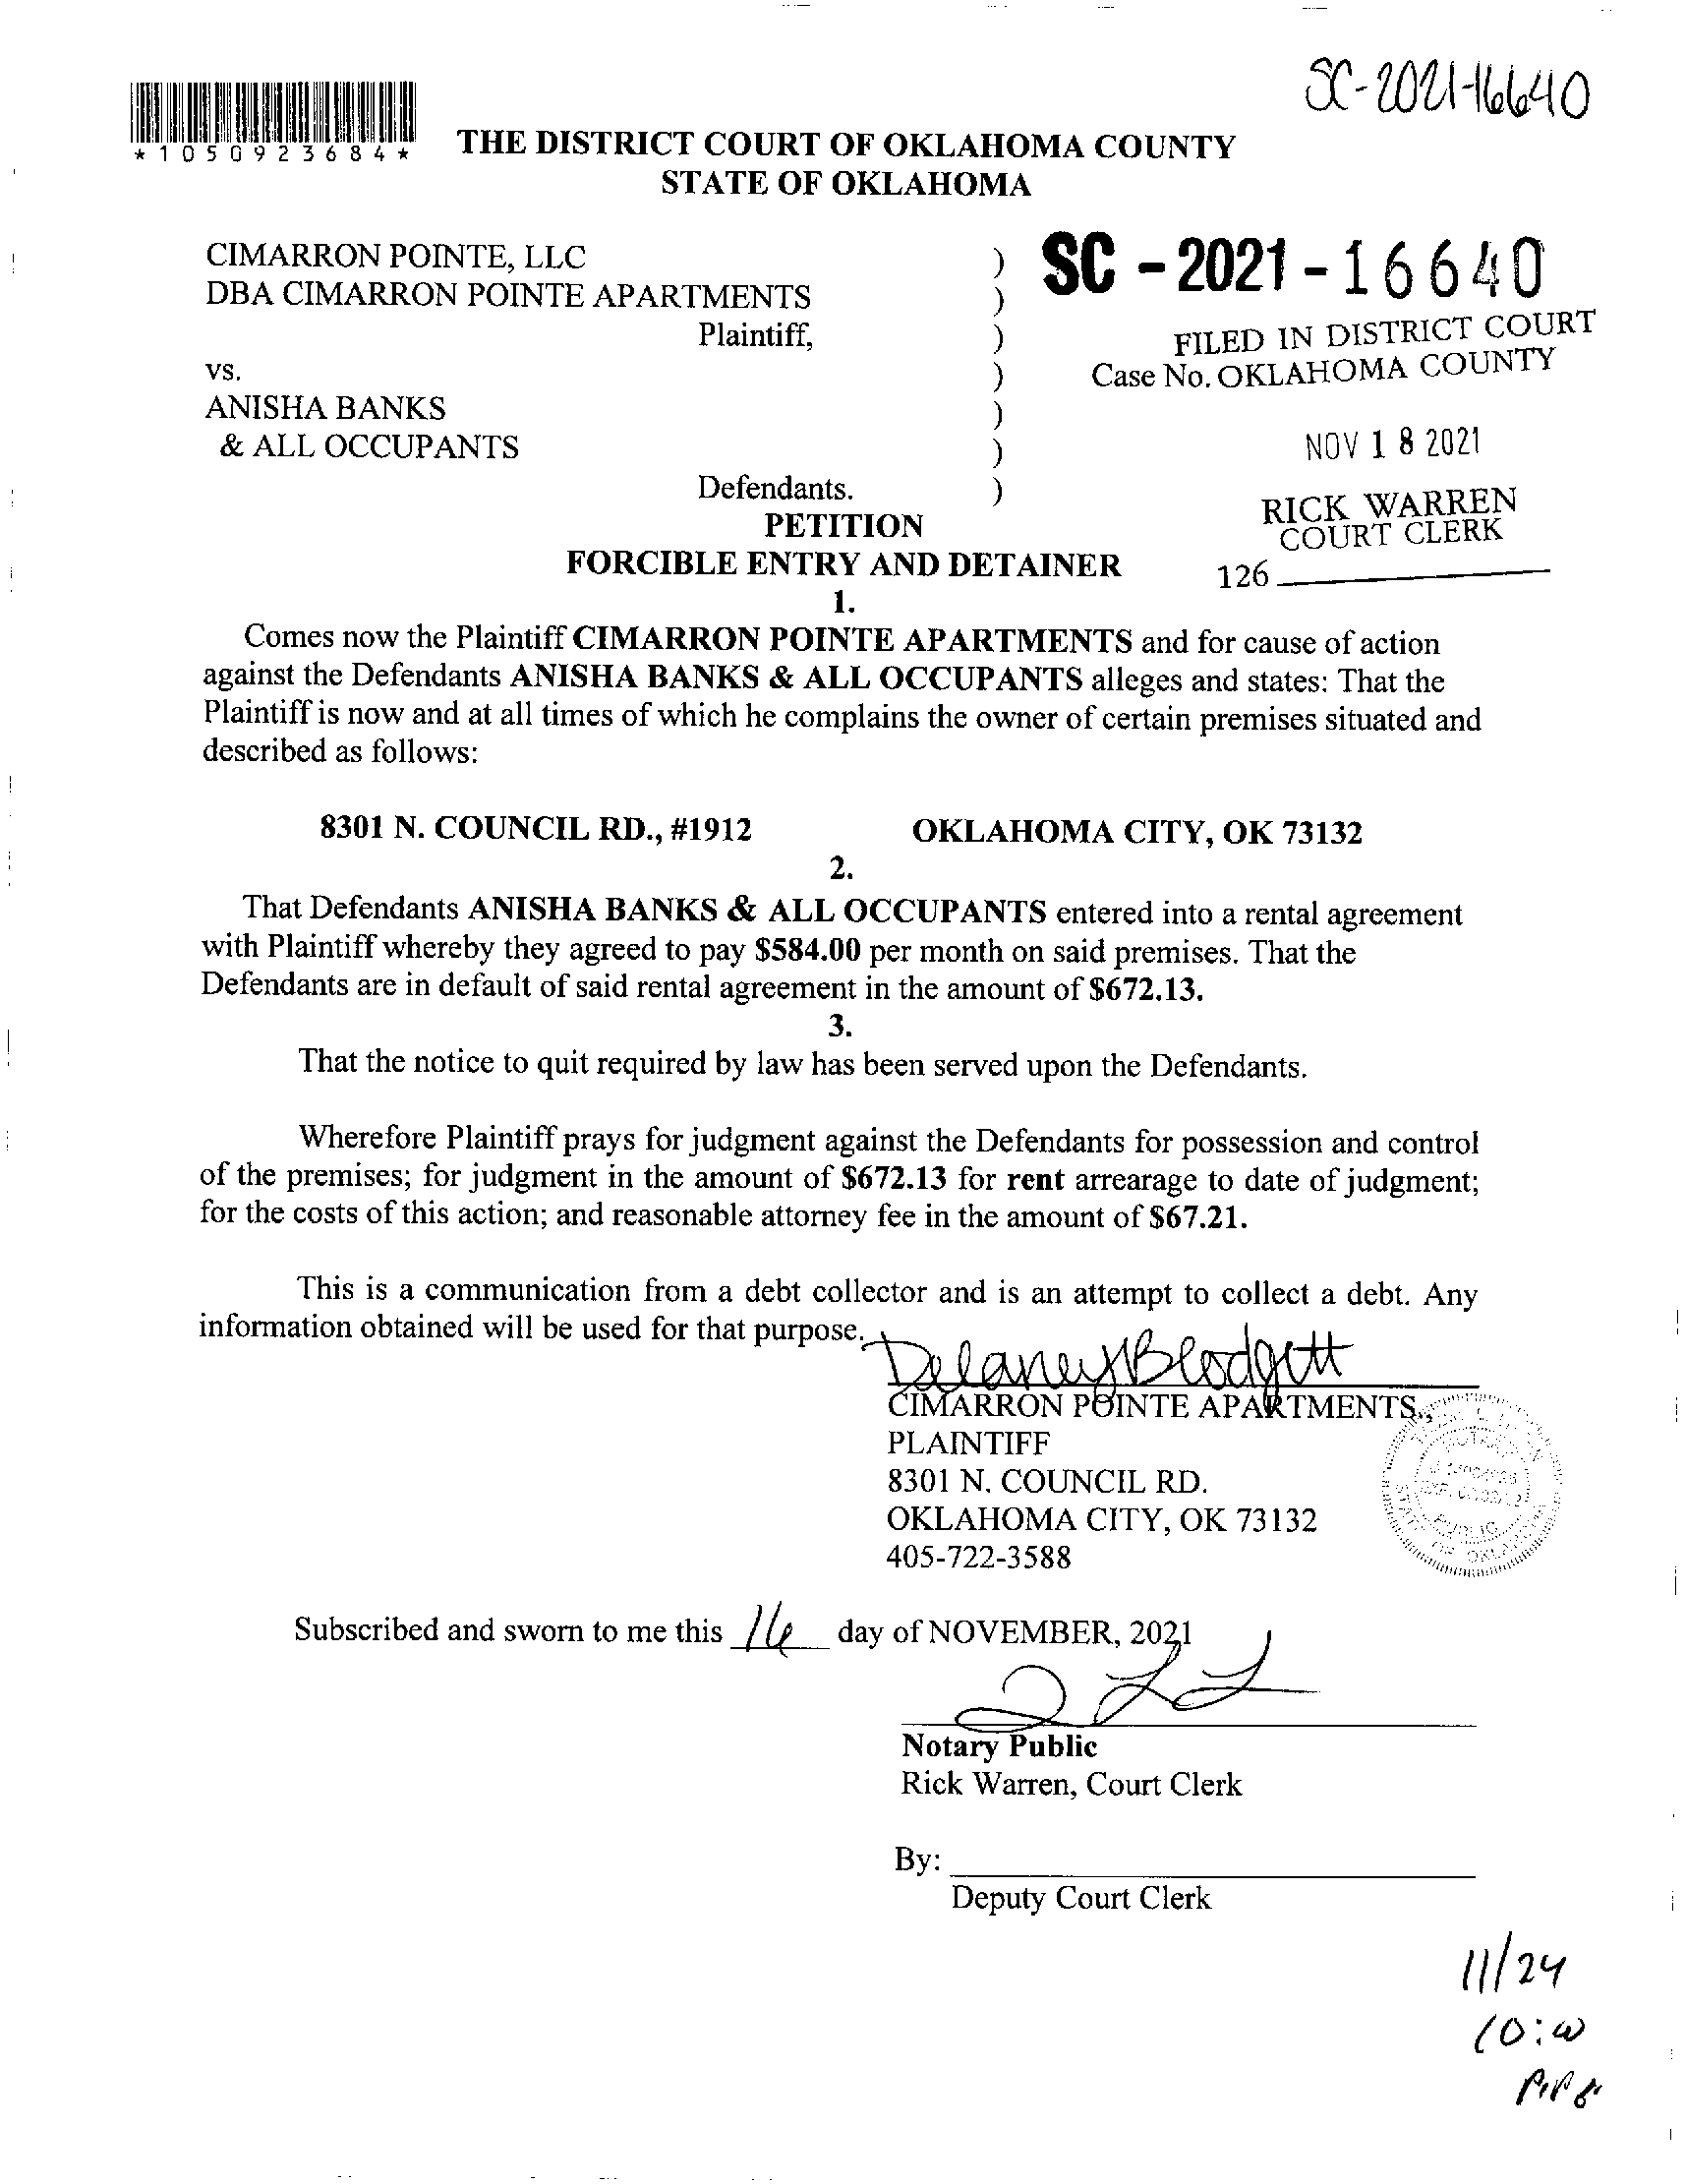 SC-2021-16640
*1050923684*
THE DISTRICT COURT OF OKLAHOMA COUNTY
STATE OF OKLAHOMA
CIMARRON POINTE, LLC ) SC - 2021 - 16640
DBA CIMARRON POINTE APARTMENTS )
Plaintiff, ) FILED IN DISTRICT COURT
vs. ) Case No. OKLAHOMA COUNTY
ANISHA BANKS )
& ALL OCCUPANTS ) NOV 18 2021
Defendants. ) RICK WARREN
PETITION COURT CLERK
FORCIBLE ENTRY AND DETAINER 126
1.
Comes now the Plaintiff CIMARRON POINTE APARTMENTS and for cause of action
against the Defendants ANISHA BANKS & ALL OCCUPANTS alleges and states: That the
Plaintiff is now and at all times of which he complains the owner of certain premises situated and
described as follows:
8301 N. COUNCIL RD., #1912 OKLAHOMA CITY, OK 73132
2.
That Defendants ANISHA BANKS & ALL OCCUPANTS entered into a rental agreement
with Plaintiff whereby they agreed to pay $584.00 per month on said premises. That the
Defendants are in default of said rental agreement in the amount of $672.13.
3.
That the notice to quit required by law has been served upon the Defendants.
Wherefore Plaintiff prays for judgment against the Defendants for possession and control
of the premises; for judgment in the amount of $672.13 for rent arrearage to date of judgment;
for the costs of this action; and reasonable attorney fee in the amount of $67.21.
This is a communication from a debt collector and is an attempt to collect a debt. Any
information obtained will be used for that purpose.
Delaney Blodgett
CIMARRON POINTE APARTMENTS,
PLAINTIFF
8301 N. COUNCIL RD.
OKLAHOMA CITY, OK 73132
405-722-3588
Subscribed and sworn to me this 16 day of NOVEMBER, 2021
Notary Public
Rick Warren, Court Clerk
By:
Deputy Court Clerk
11/24